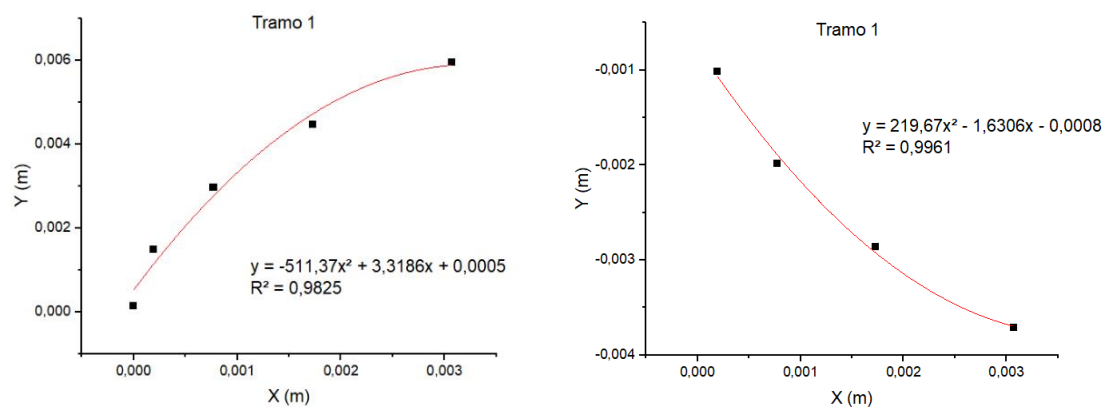 Tramo 1
0,006
0,004
0,002
0,000
Y (m)
y = -511,37x² + 3,3186x + 0,0005
R² = 0,9825
0,000 0,001 0,002 0,003
X (m)
Tramo 1
-0,001
-0,002
-0,003
-0,004
Y (m)
y = 219,67x² - 1,6306x - 0,0008
R² = 0,9961
0,000 0,001 0,002 0,003
X (m)